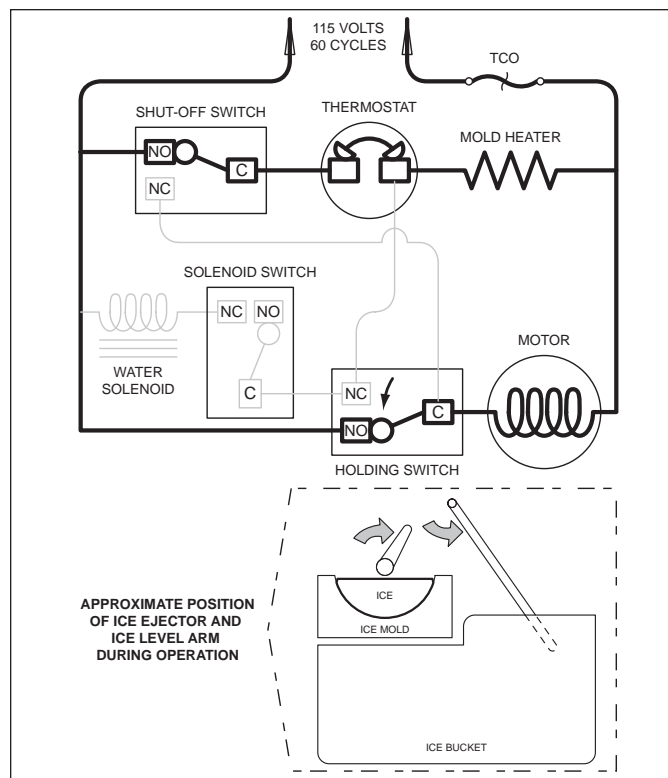 115 VOLTS
60 CYCLES
TCO
SHUT-OFF SWITCH
THERMOSTAT
MOLD HEATER
NO
C
NC
SOLENOID SWITCH
NC
NO
C
WATER
SOLENOID
MOTOR
NC
C
NO
HOLDING SWITCH
APPROXIMATE POSITION
OF ICE EJECTOR AND
ICE LEVEL ARM
DURING OPERATION
ICE
ICE MOLD
ICE BUCKET